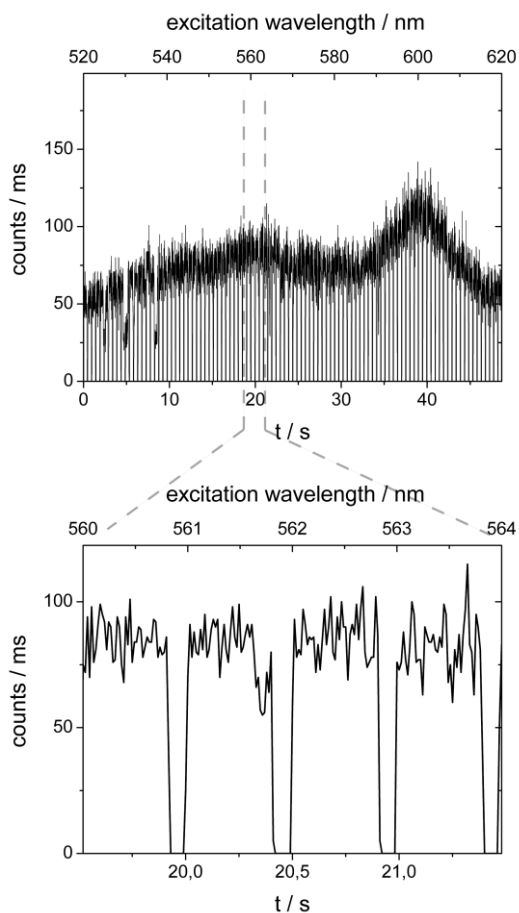 excitation wavelength / nm
520 540 560 580 600 620
150
100
50
0
counts / ms
0 10 20 30 40
t / s
excitation wavelength / nm
560 561 562 563 564
100
50
0
counts / ms
20,0 20,5 21,0
t / s